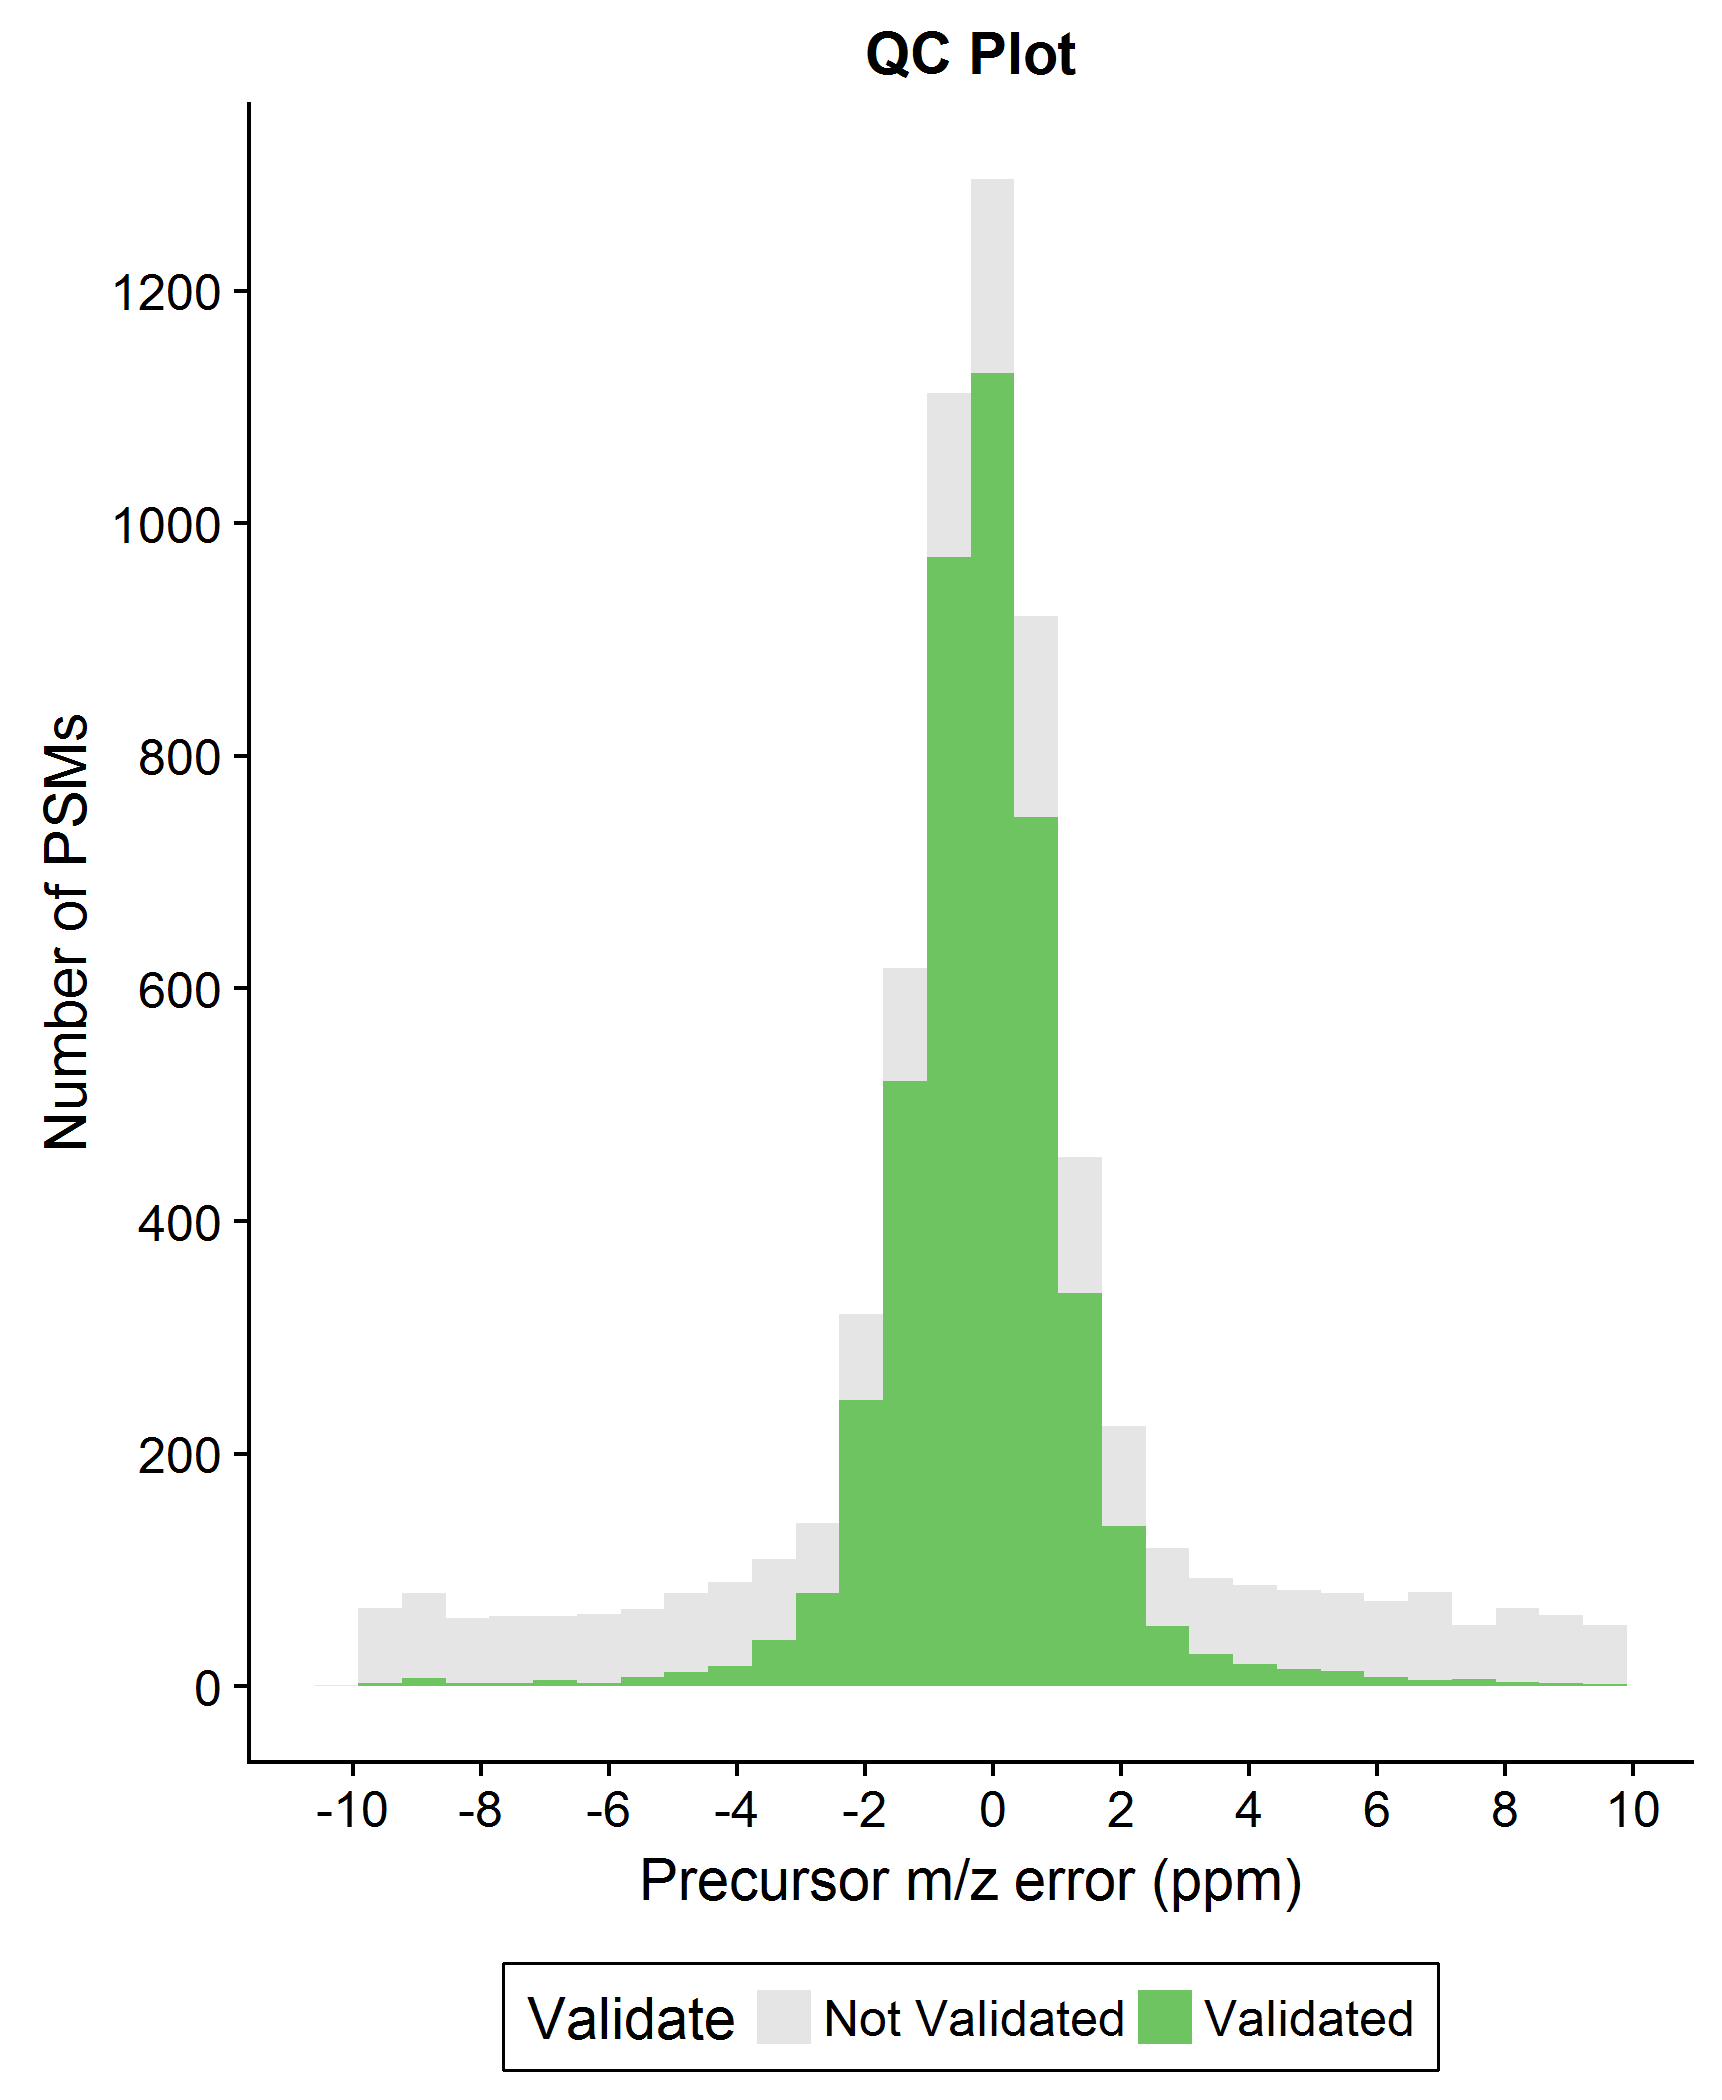 QC Plot
1200
1000
800
600
400
200
0
Number of PSMs
-10 -8 -6 -4 -2 0 2 4 6 8 10
Precursor m/z error (ppm)
Validate Not Validated Validated